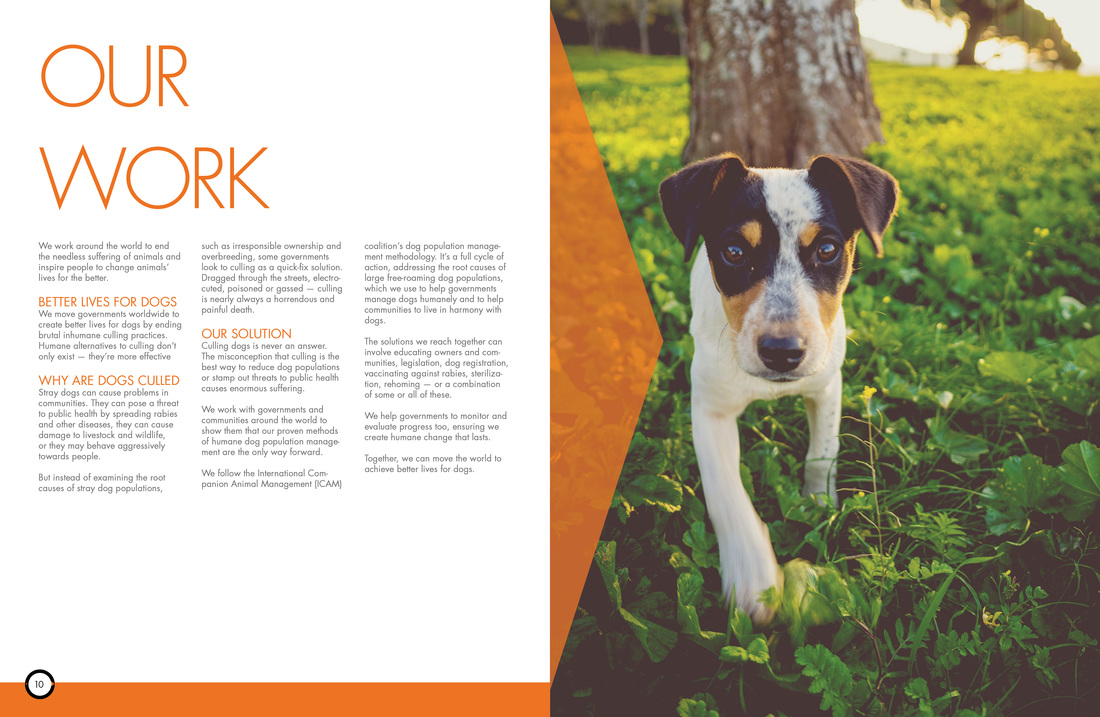 OUR
WORK
We work around the world to end
the needless suffering of animals and
inspire people to change animals'
lives for the better.
BETTER LIVES FOR DOGS
We move governments worldwide to
create better lives for dogs by ending
brutal inhumane culling practices.
Humane alternatives to culling don't
only exist — they're more effective
WHY ARE DOGS CULLED
Stray dogs can cause problems in
communities. They can pose a threat
to public health by spreading rabies
and other diseases, they can cause
damage to livestock and wildlife,
or they may behave aggressively
towards people.
But instead of examining the root
causes of stray dog populations,
such as irresponsible ownership and
overbreeding, some governments
look to culling as a quick-fix solution.
Dragged through the streets, electro-
cuted, poisoned or gassed — culling
is nearly always a horrendous and
painful death.
OUR SOLUTION
Culling dogs is never an answer.
The misconception that culling is the
best way to reduce dog populations
or stamp out threats to public health
causes enormous suffering.
We work with governments and
communities around the world to
show them that our proven methods
of humane dog population manage-
ment are the only way forward.
We follow the International Com-
panion Animal Management (ICAM)
coalition's dog population manage-
ment methodology. It's a full cycle of
action, addressing the root causes of
large free-roaming dog populations,
which we use to help governments
manage dogs humanely and to help
communities to live in harmony with
dogs.
The solutions we reach together can
involve educating owners and com-
munities, legislation, dog registration,
vaccinating against rabies, steriliza-
tion, rehoming — or a combination
of some or all of these.
We help governments to monitor and
evaluate progress too, ensuring we
create humane change that lasts.
Together, we can move the world to
achieve better lives for dogs.
10